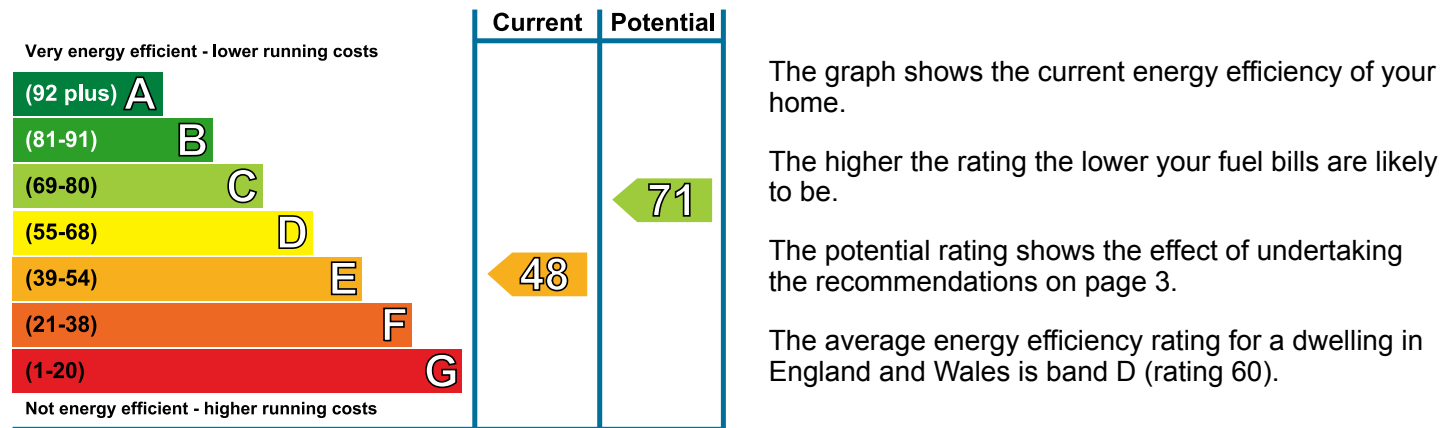 Current Potential
Very energy efficient - lower running costs
(92 plus) A
(81-91) B
(69-80) C
71
(55-68) D
(39-54) E
48
(21-38) F
(1-20) G
Not energy efficient - higher running costs
The graph shows the current energy efficiency of your
home.
The higher the rating the lower your fuel bills are likely
to be.
The potential rating shows the effect of undertaking
the recommendations on page 3.
The average energy efficiency rating for a dwelling in
England and Wales is band D (rating 60).